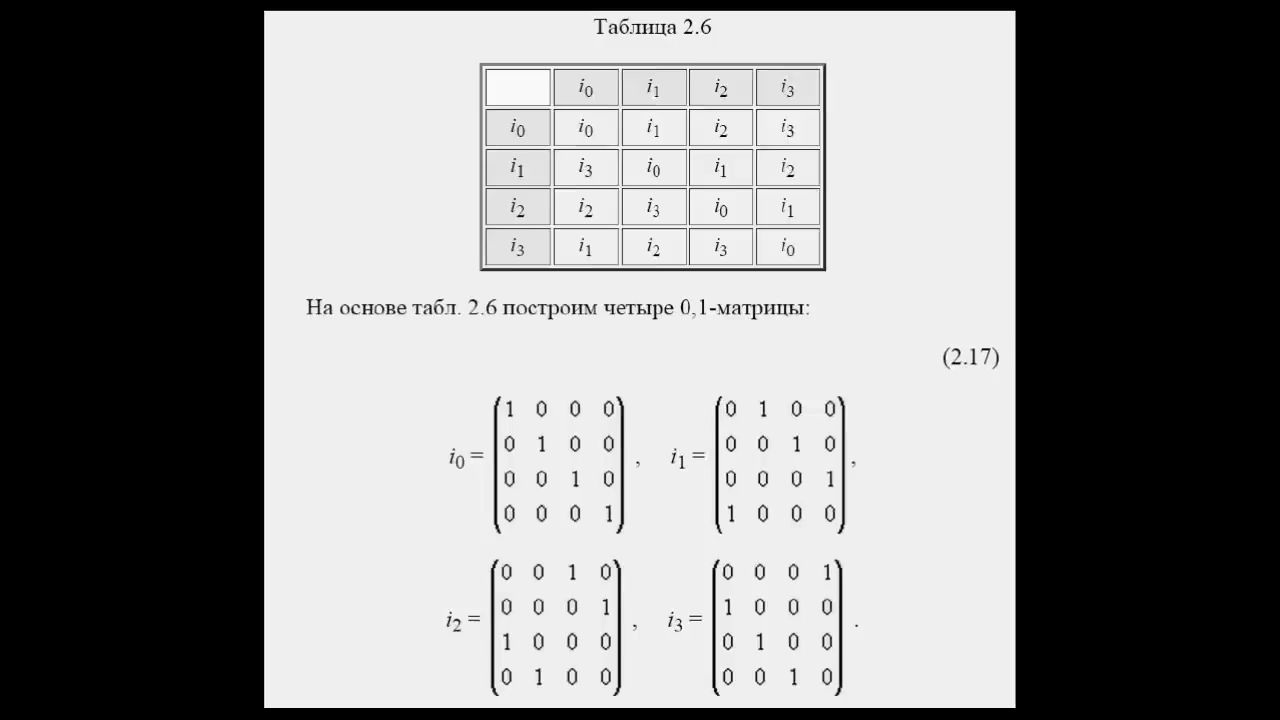 Таблица 2.6
i0 i1 i2 i3
i0 i0 i1 i2 i3
i1 i3 i0 i1 i2
i2 i2 i3 i0 i1
i3 i1 i2 i3 i0
На основе табл. 2.6 построим четыре 0,1-матрицы:
(2.17)
1 0 0 0 0 1 0 0
0 1 0 0 0 0 1 0
i0 = , i1 = ,
0 0 1 0 0 0 0 1
0 0 0 1 1 0 0 0
0 0 1 0 0 0 0 1
0 0 0 1 1 0 0 0
i2 = , i3 = .
1 0 0 0 0 1 0 0
0 1 0 0 0 0 1 0